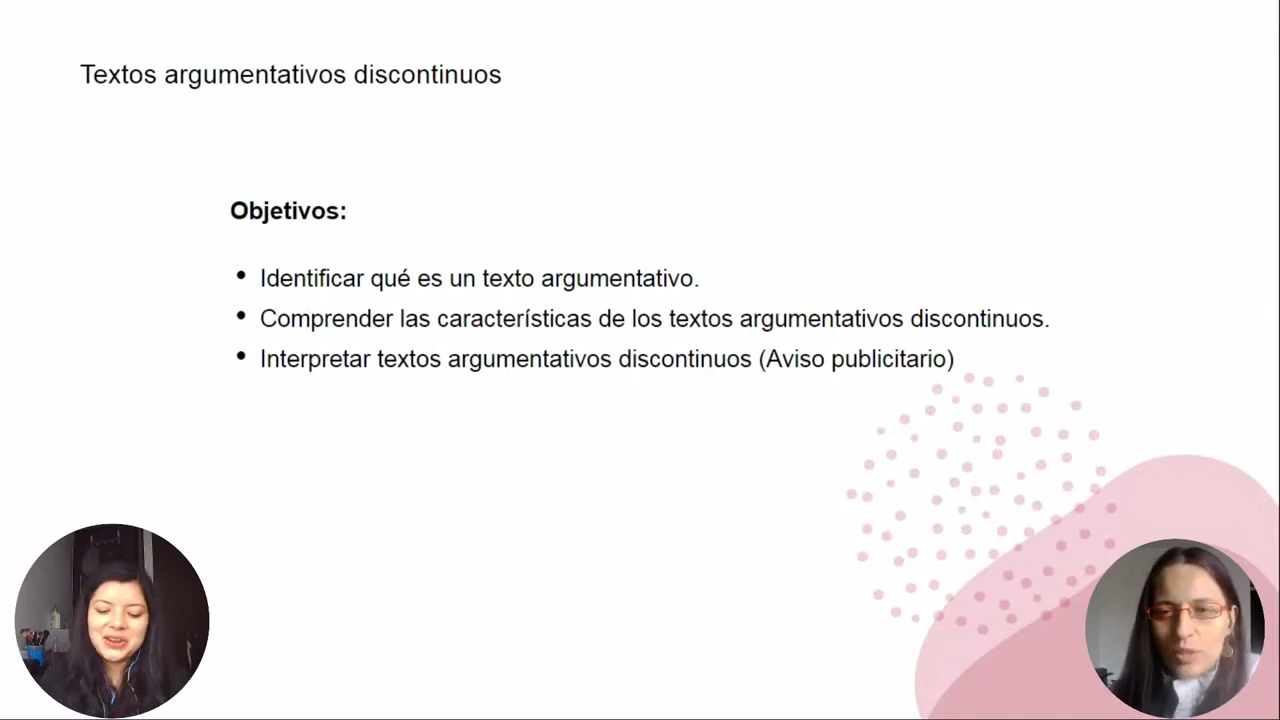 Textos argumentativos discontinuos
Objetivos:
• Identificar qué es un texto argumentativo.
• Comprender las características de los textos argumentativos discontinuos.
• Interpretar textos argumentativos discontinuos (Aviso publicitario)